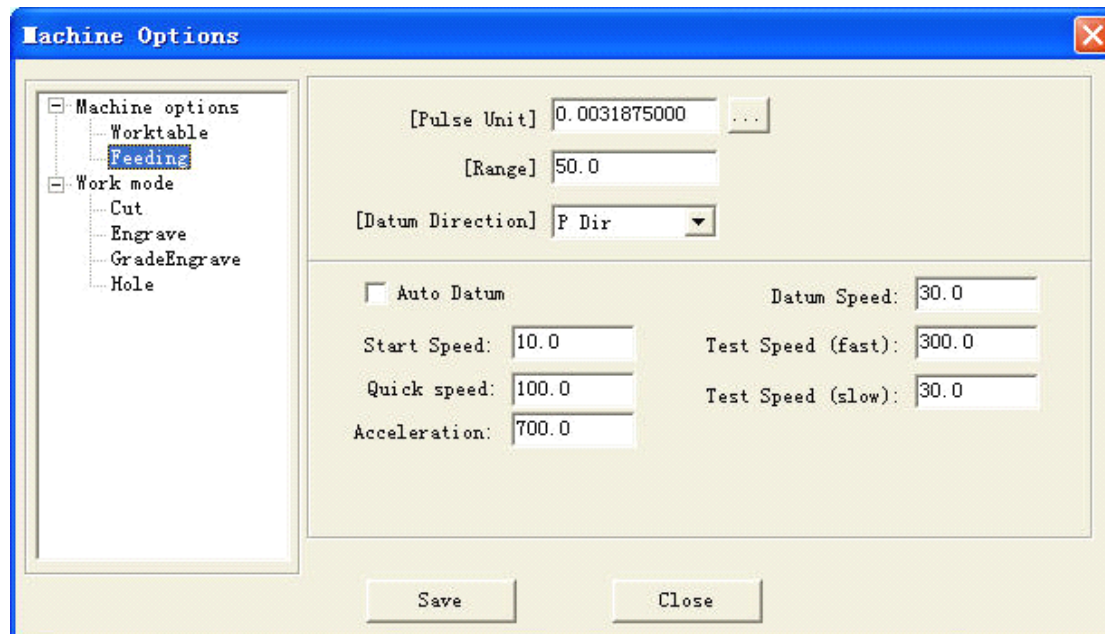 Machine Options
Machine options
Worktable
Feeding
Work mode
Cut
Engrave
GradeEngrave
Hole
[Pulse Unit] 0.0031875000 ...
[Range] 50.0
[Datum Direction] P Dir
Auto Datum
Datum Speed: 30.0
Start Speed: 10.0
Test Speed (fast): 300.0
Quick speed: 100.0
Test Speed (slow): 30.0
Acceleration: 700.0
Save
Close